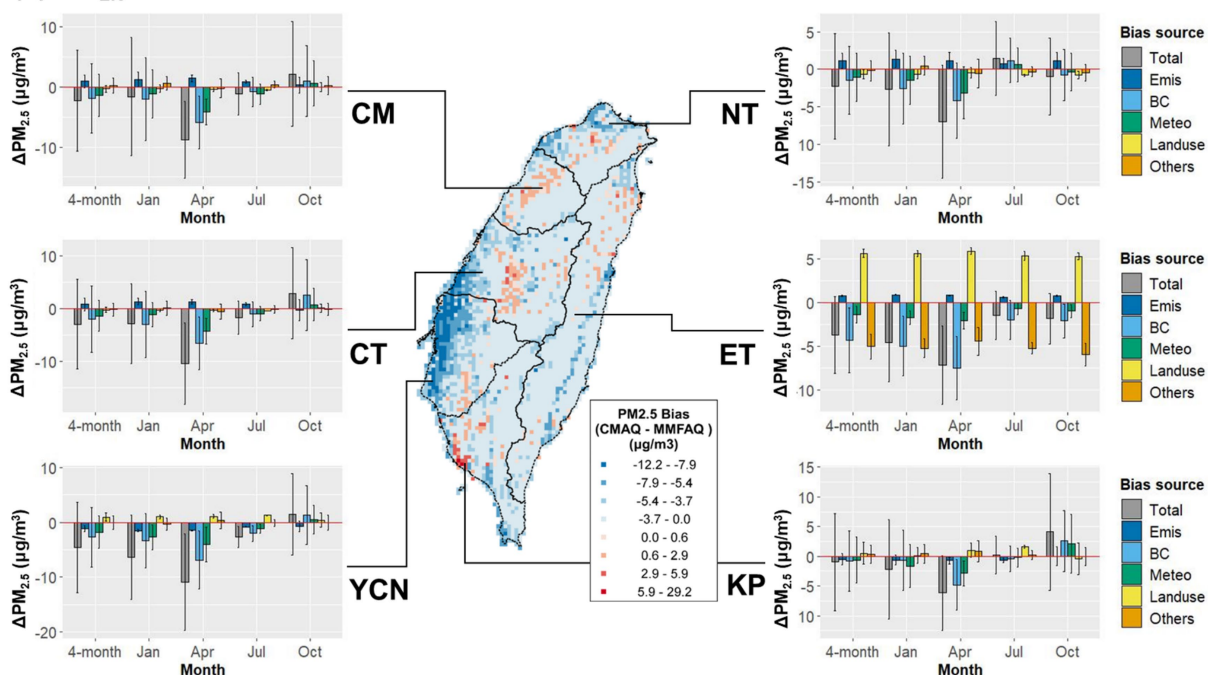 10
0
-10
ΔPM2.5 (µg/m³)
4-month Jan Apr Jul Oct
Month
CM
5
0
-5
10
-15
ΔPM2.5 (µg/m³)
4-month Jan Apr Jul Oct
Month
NT
Bias source
Total
Emis
BC
Meteo
Landuse
Others
10
0
-10
ΔPM2.5 (µg/m³)
4-month Jan Apr Jul Oct
Month
CT
5
0
-5
-10
ΔPM2.5 (µg/m³)
4-month Jan Apr Jul Oct
Month
ET
Bias source
Total
Emis
BC
Meteo
Landuse
Others
PM2.5 Bias
(CMAQ - MMFAQ )
(µg/m3)
-12.2 - -7.9
-7.9 - -5.4
-5.4 - -3.7
-3.7 - 0.0
0.0 - 0.6
0.6 - 2.9
2.9 - 5.9
5.9 - 29.2
10
0
-10
-20
ΔPM2.5 (µg/m³)
4-month Jan Apr Jul Oct
Month
YCN
15
10
5
0
-5
10
ΔPM2.5 (µg/m³)
4-month Jan Apr Jul Oct
Month
KP
Bias source
Total
Emis
BC
Meteo
Landuse
Others